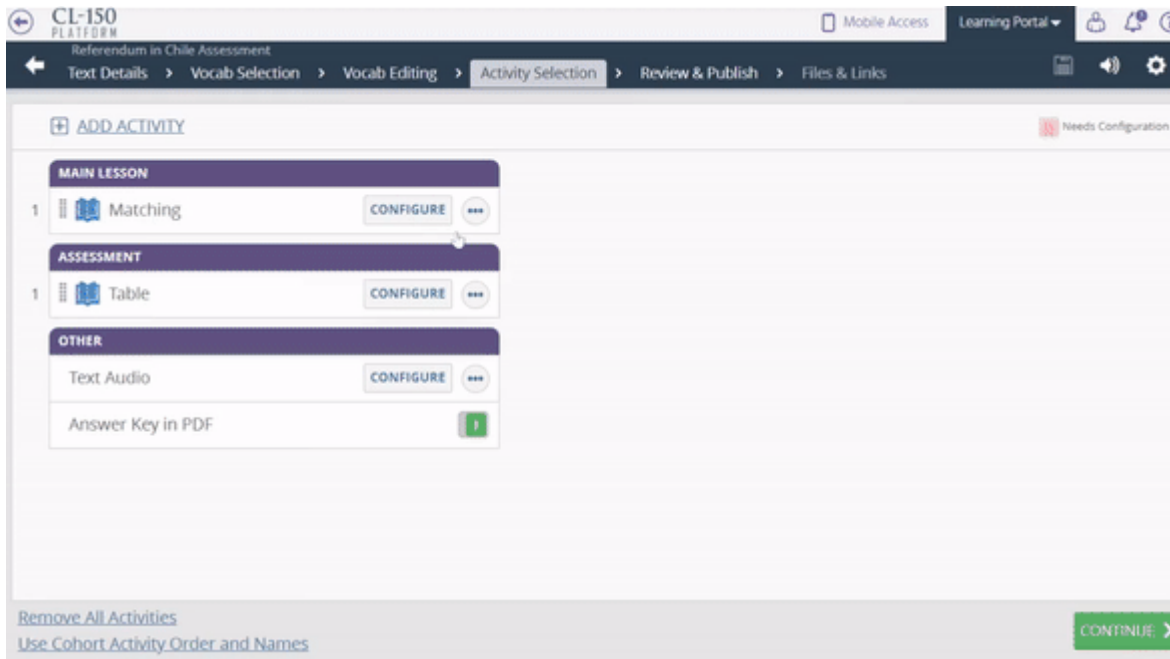 CL-150
PLATFORM
Mobile Access
Learning Portal
Referendum in Chile Assessment
Text Details > Vocab Selection > Vocab Editing > Activity Selection > Review & Publish > Files & Links
ADD ACTIVITY
Needs Configuration
MAIN LESSON
1 Matching CONFIGURE
ASSESSMENT
1 Table CONFIGURE
OTHER
Text Audio CONFIGURE
Answer Key in PDF
Remove All Activities
Use Cohort Activity Order and Names
CONTINUE